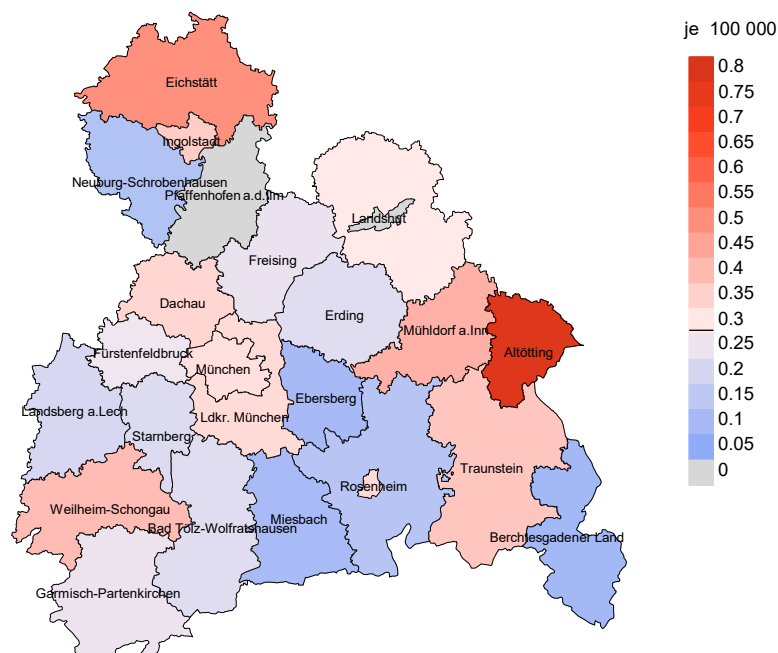 je 100 000
0.8
0.75
0.7
0.65
0.6
0.55
0.5
0.45
0.4
0.35
0.3
0.25
0.2
0.15
0.1
0.05
0
Eichstätt
Ingolstadt
Neuburg-Schrobenhausen
Pfaffenhofen a.d.Ilm
Landshut
Freising
Dachau
Erding
Mühldorf a.Inn
Altötting
Fürstenfeldbruck
München
Ebersberg
Landsberg a.Lech
Ldkr. München
Starnberg
Traunstein
Rosenheim
Weilheim-Schongau
Miesbach
Bad Tölz-Wolfratshausen
Berchtesgadener Land
Garmisch-Partenkirchen